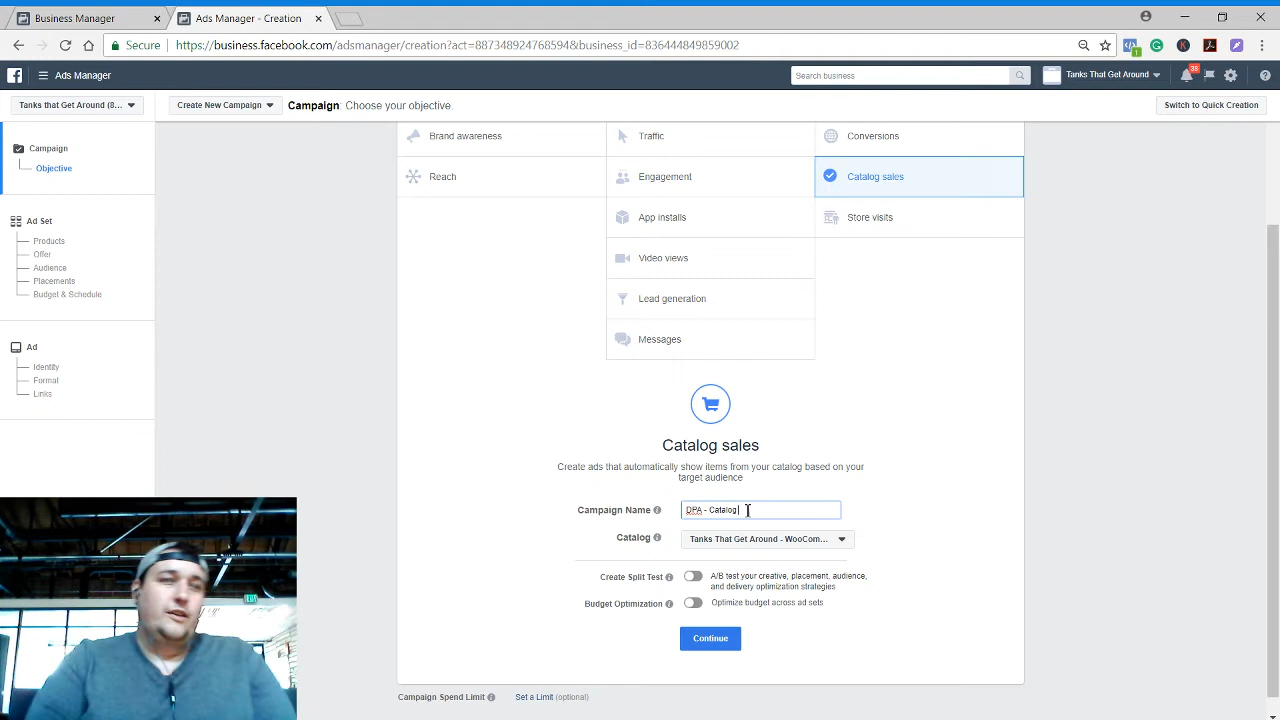 Business Manager
Ads Manager - Creation
Secure
https://business.facebook.com/adsmanager/creation?act=887340924768594&business_id=836444849859002
1
Ads Manager
Search business
Tanks That Get Around
38
Tanks that Get Around (8...
Create New Campaign
Campaign: Choose your objective.
Switch to Quick Creation
Campaign
Objective
Ad Set
Products
Offer
Audience
Placements
Budget & Schedule
Ad
Identity
Format
Links
Brand awareness
Traffic
Conversions
Reach
Engagement
Catalog sales
App installs
Store visits
Video views
Lead generation
Messages
Catalog sales
Create ads that automatically show items from your catalog based on your
target audience
Campaign Name
DPA - Catalog
Catalog
Tanks That Get Around - WooCom...
Create Split Test
A/B test your creative, placement, audience,
and delivery optimization strategies
Budget Optimization
Optimize budget across ad sets
Continue
Campaign Spend Limit
Set a Limit (optional)